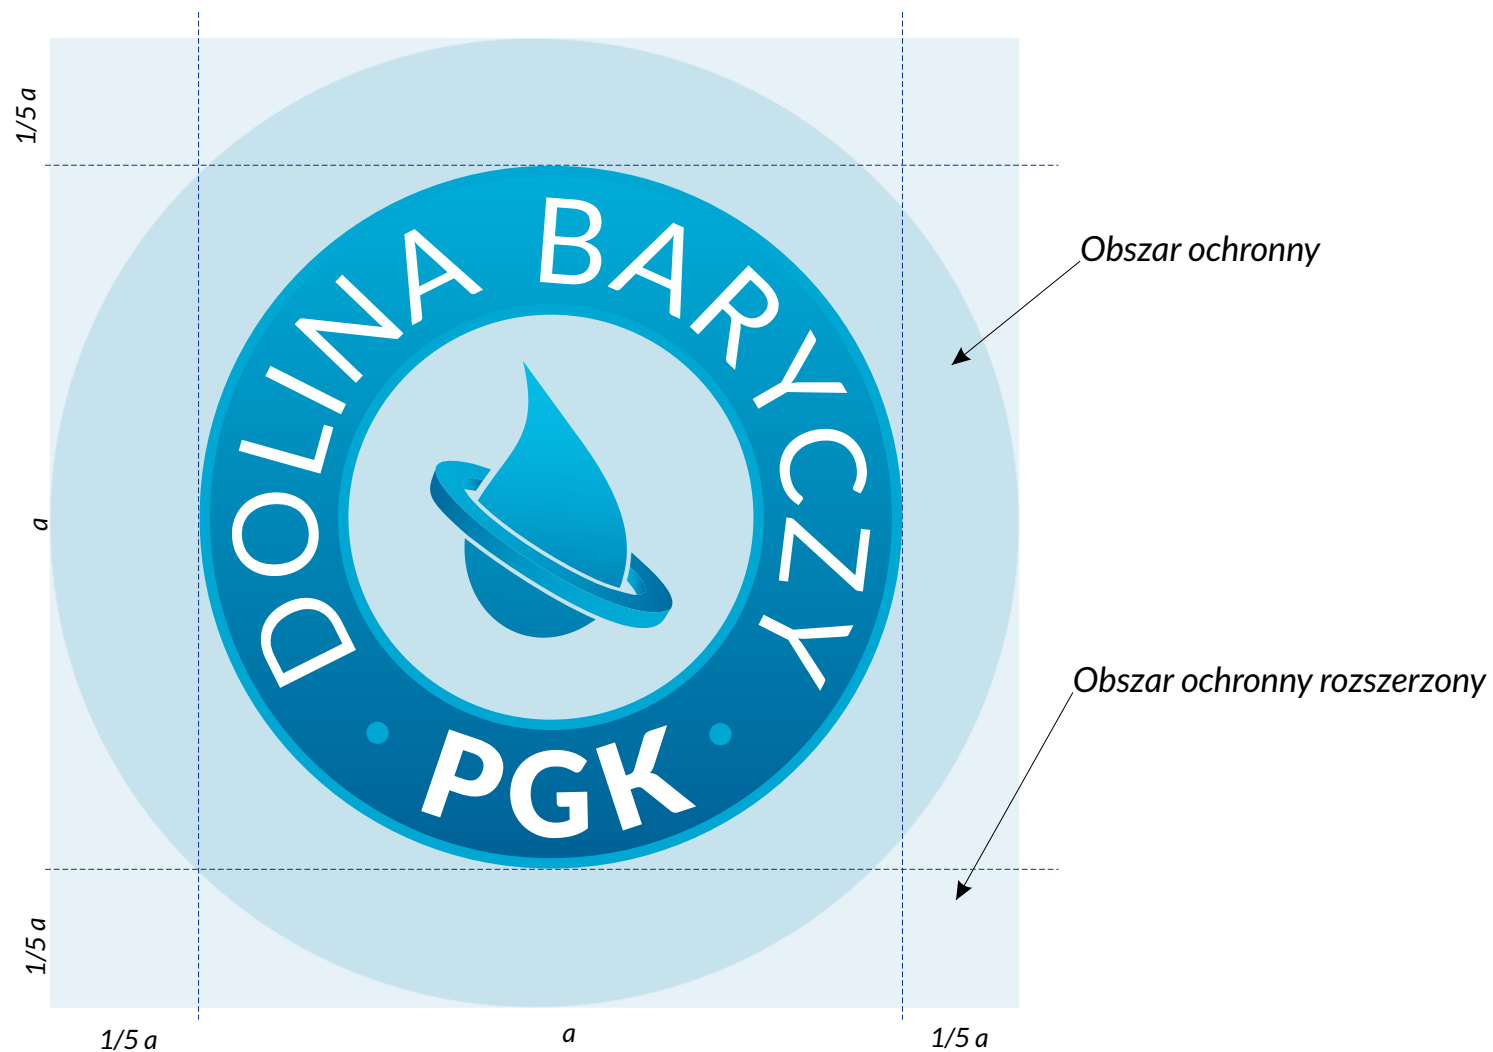 1/5 a
DOLINA BARYCZY
PGK
Obszar ochronny
a
Obszar ochronny rozszerzony
1/5 a
1/5 a
a
1/5 a